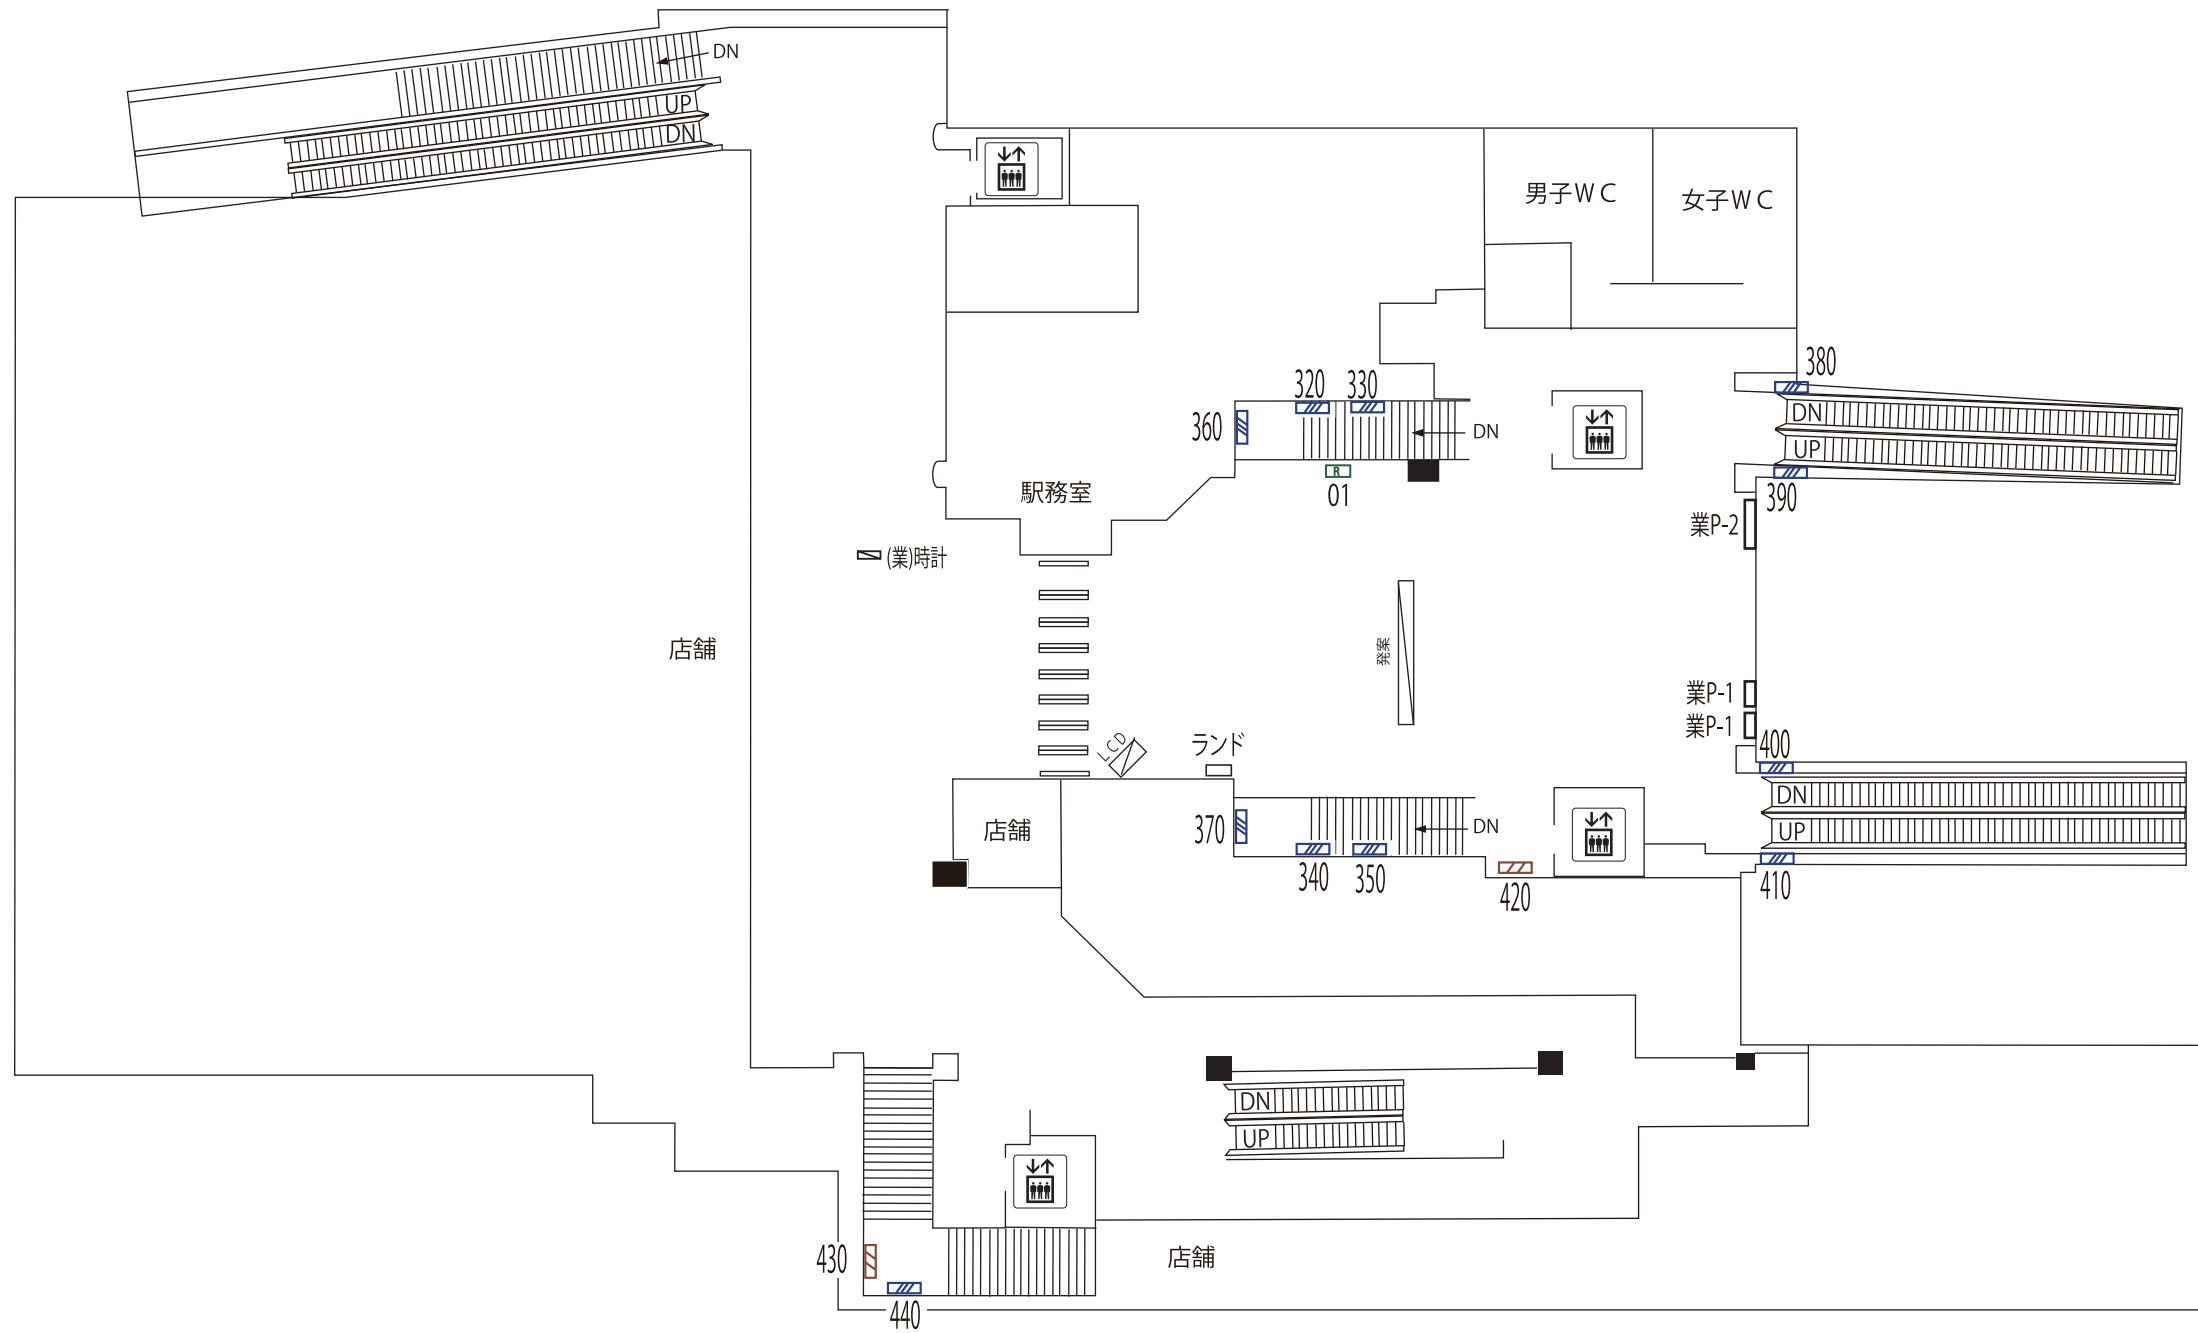 DN
UP
DN
男子ＷＣ
女子ＷＣ
380
320
330
360
DN
DN
UP
R
01
390
駅務室
業P-2
(業)時計
店舗
発案
業P-1
業P-1
LCD
ランド
400
DN
UP
店舗
370
DN
340
350
420
410
DN
UP
430
店舗
440